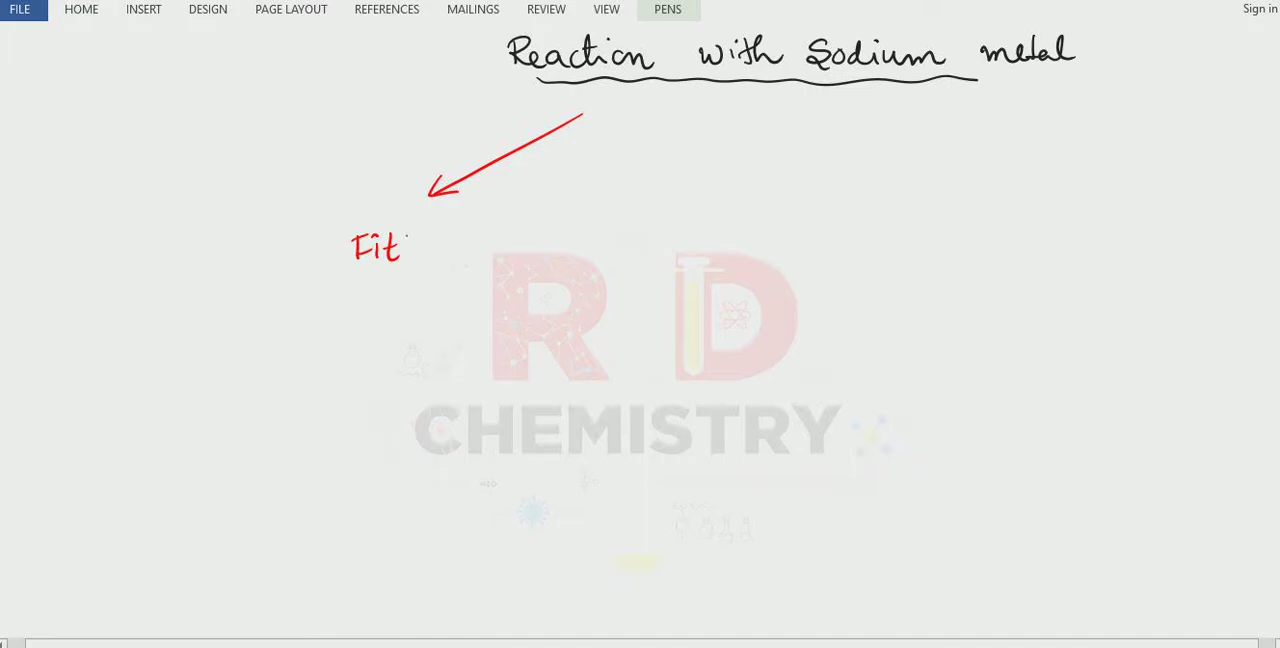 FILE HOME INSERT DESIGN PAGE LAYOUT REFERENCES MAILINGS REVIEW VIEW PENS Sign in
Reaction with Sodium metal
Fit
R D
CHEMISTRY